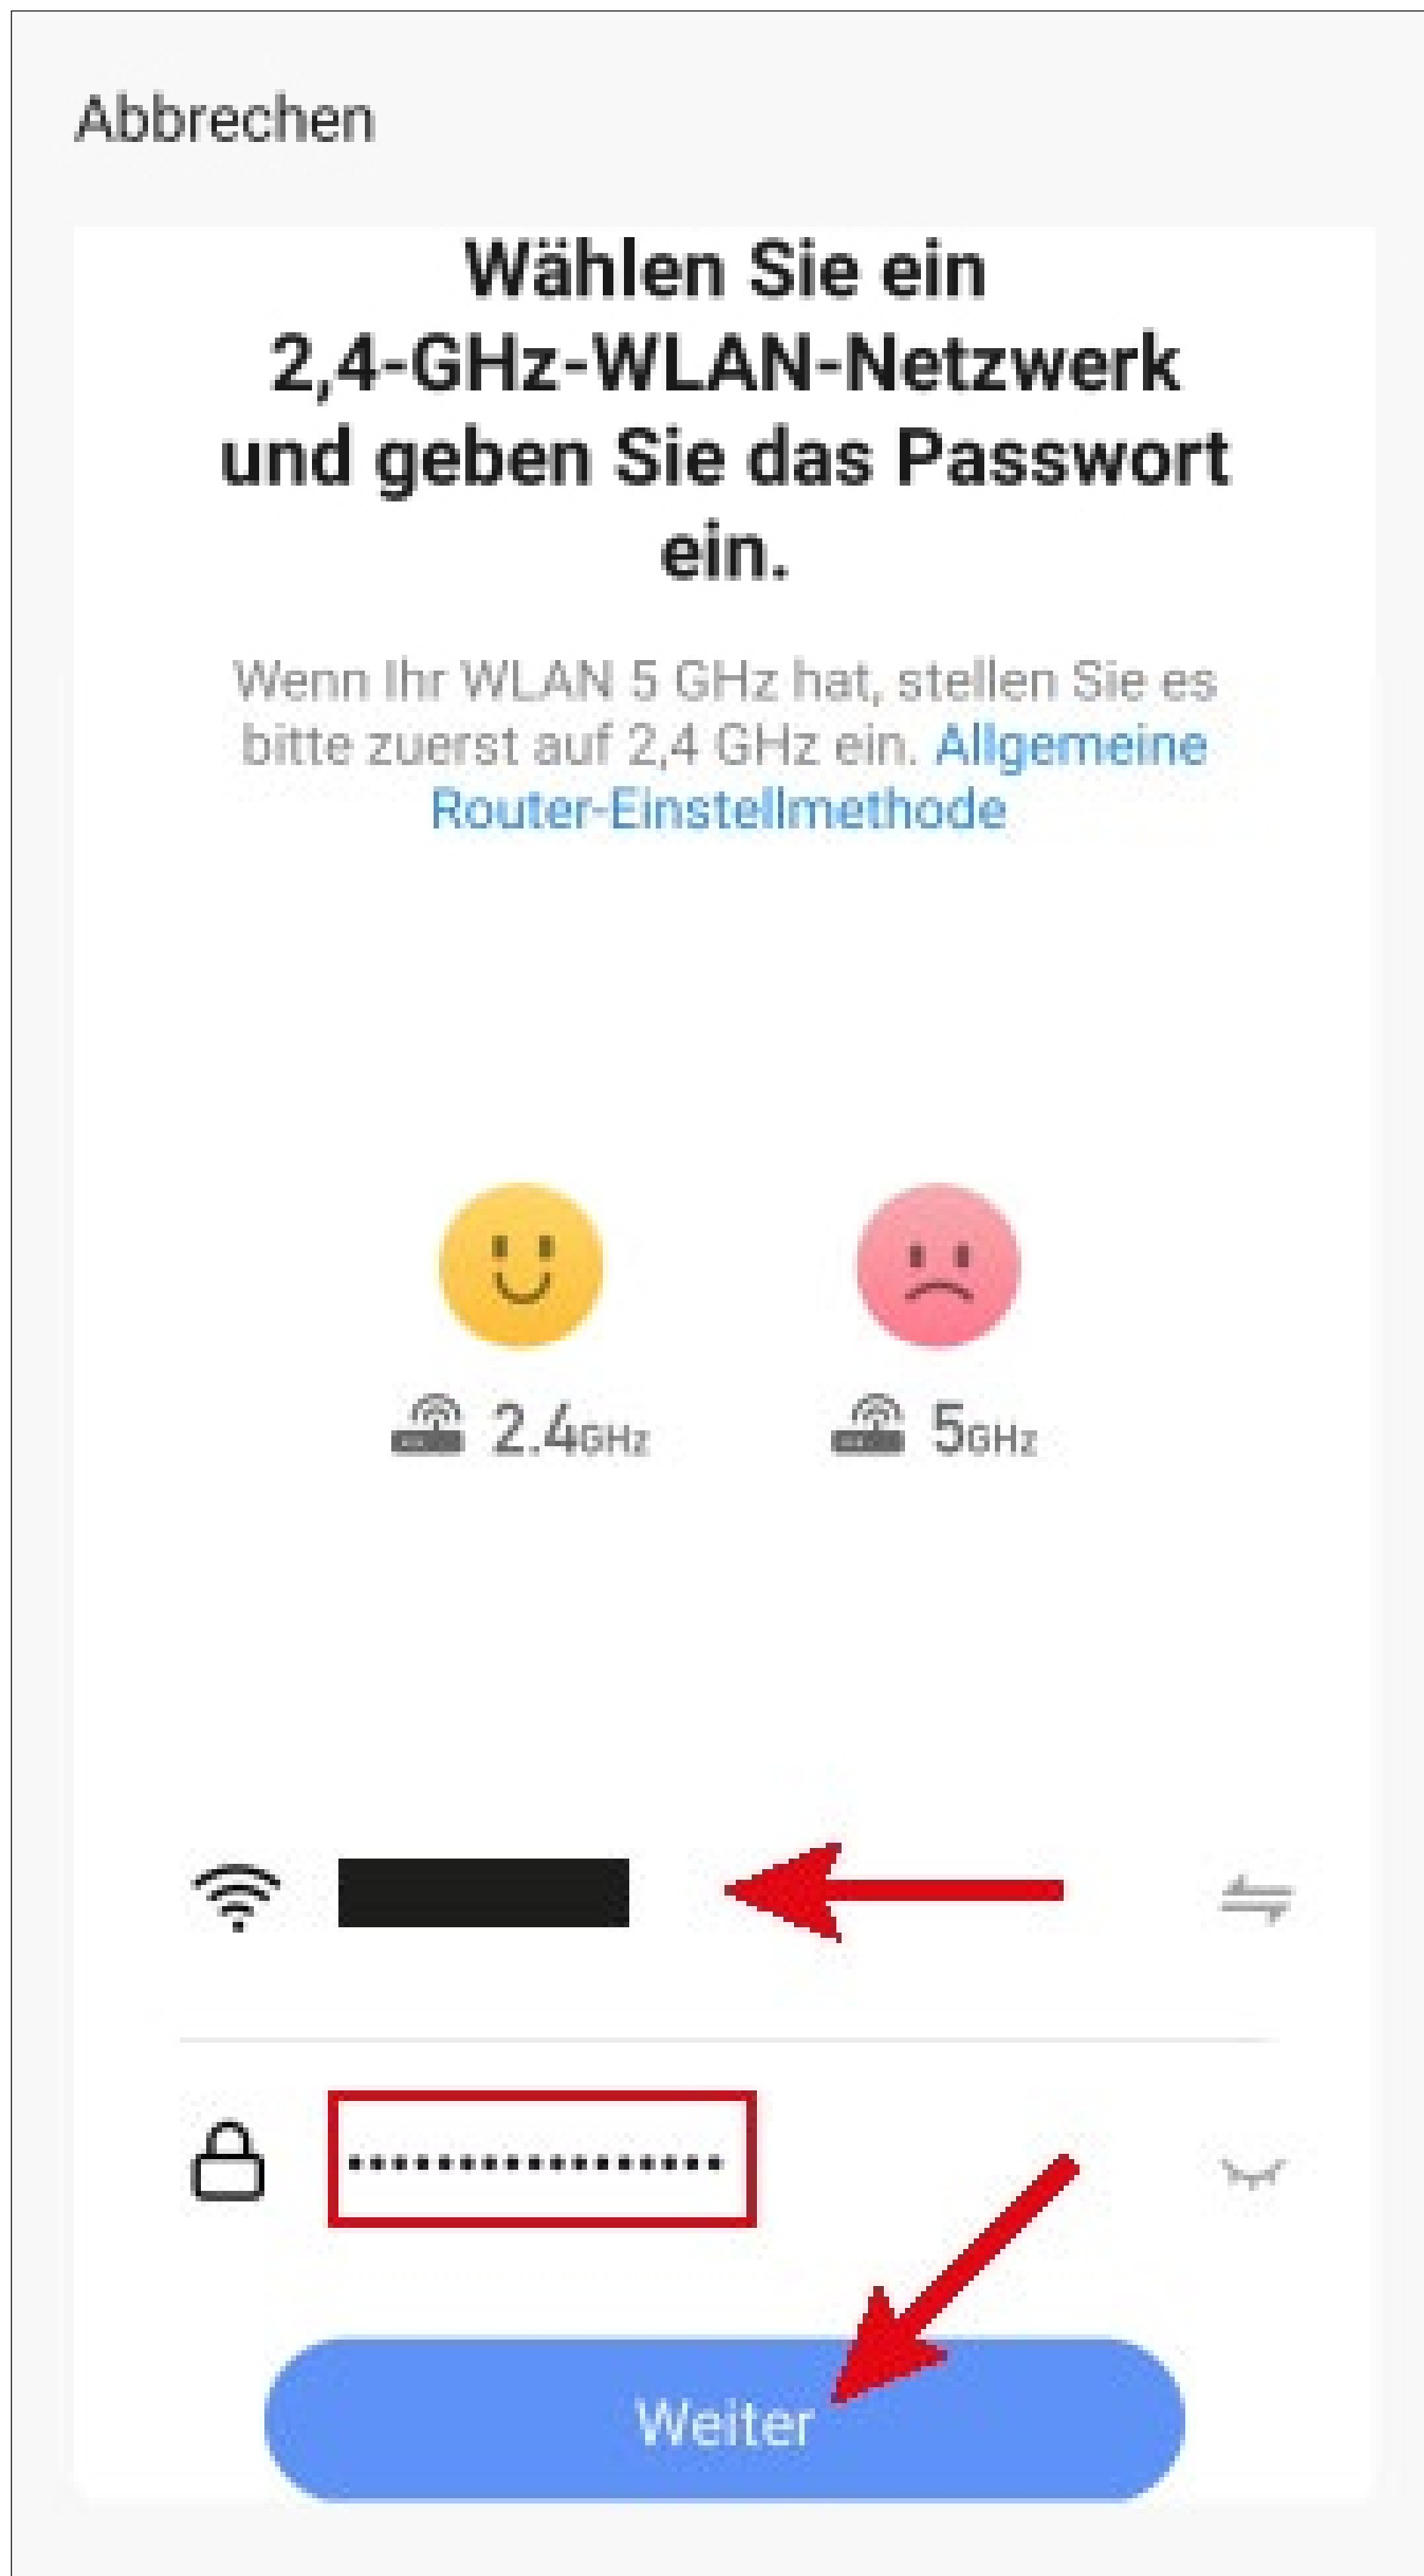 Abbrechen
Wählen Sie ein
2,4-GHz-WLAN-Netzwerk
und geben Sie das Passwort
ein.
Wenn Ihr WLAN 5 GHz hat, stellen Sie es
bitte zuerst auf 2,4 GHz ein. Allgemeine
Router-Einstellmethode
2.4GHz 5GHz
Weiter